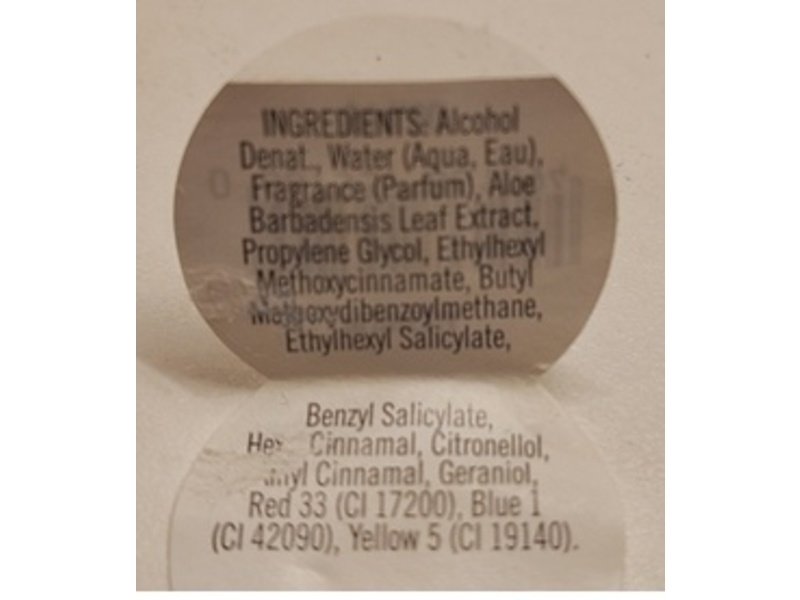 INGREDIENTS: Alcohol
Denat., Water (Aqua, Eau),
Fragrance (Parfum), Aloe
Barbadensis Leaf Extract,
Propylene Glycol, Ethylhexyl
Methoxycinnamate, Butyl
Methoxydibenzoylmethane,
Ethylhexyl Salicylate,
Benzyl Salicylate,
Cinnamal, Citronellol,
Cinnamal, Geraniol,
Red 33 (CI 17200), Blue 1
(CI 42090), Yellow 5 (CI 19140).